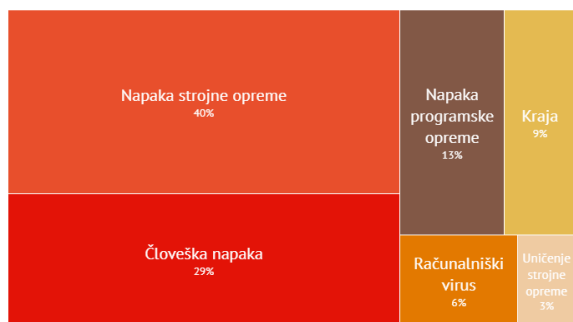 Napaka strojne opreme
40%
Človeška napaka
29%
Napaka
programske
opreme
13%
Kraja
9%
Računalniški
virus
6%
Uničenje
strojne
opreme
3%